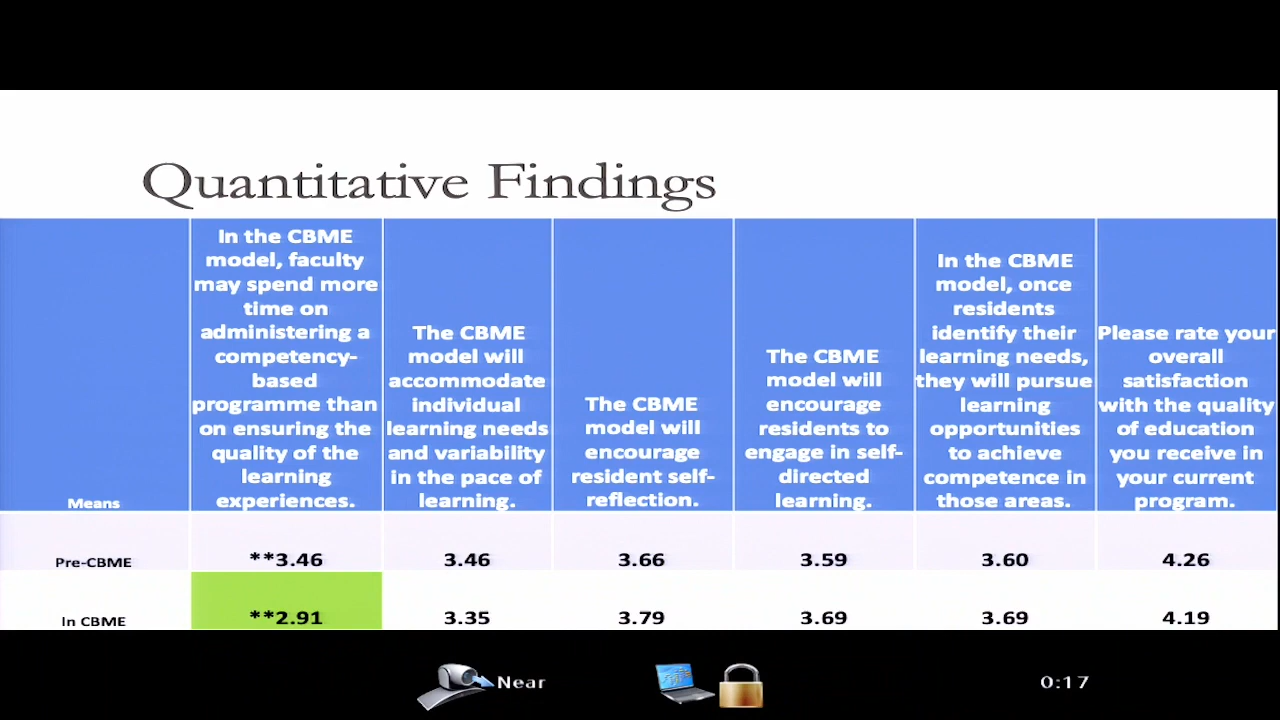 Quantitative Findings
Means
In the CBME
model, faculty
may spend more
time on
administering a
competency-
based
programme than
on ensuring the
quality of the
learning
experiences.
The CBME
model will
accommodate
individual
learning needs
and variability
in the pace of
learning.
The CBME
model will
encourage
resident self-
reflection.
The CBME
model will
encourage
residents to
engage in self-
directed
learning.
In the CBME
model, once
residents
identify their
learning needs,
they will pursue
learning
opportunities
to achieve
competence in
those areas.
Please rate your
overall
satisfaction
with the quality
of education
you receive in
your current
program.
Pre-CBME **3.46 3.46 3.66 3.59 3.60 4.26
In CBME **2.91 3.35 3.79 3.69 3.69 4.19
Near 0:17